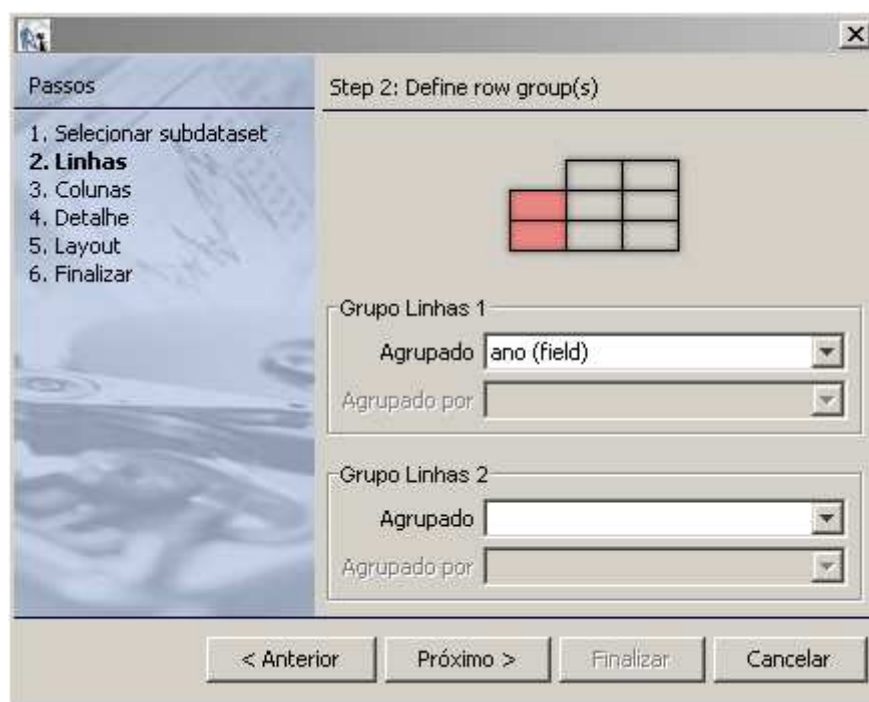 Passos
1. Selecionar subdataset
2. Linhas
3. Colunas
4. Detalhe
5. Layout
6. Finalizar
Step 2: Define row group(s)
Grupo Linhas 1
Agrupado ano (field)
Agrupado por
Grupo Linhas 2
Agrupado
Agrupado por
< Anterior Próximo > Finalizar Cancelar